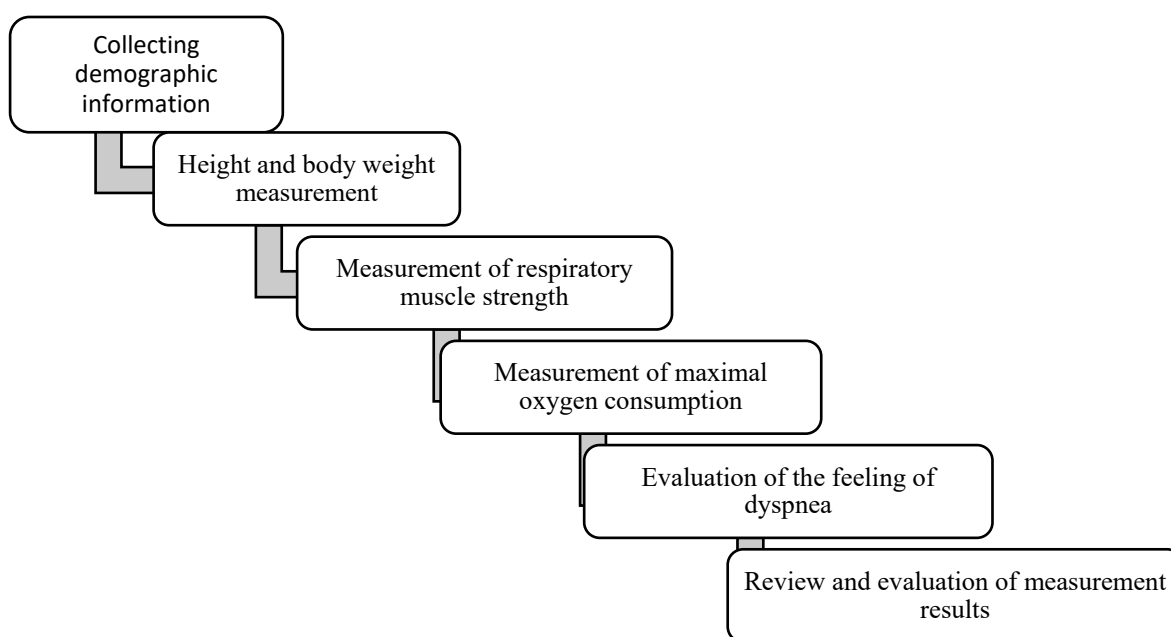 Collecting
demographic
information
Height and body weight
measurement
Measurement of respiratory
muscle strength
Measurement of maximal
oxygen consumption
Evaluation of the feeling of
dyspnea
Review and evaluation of measurement
results